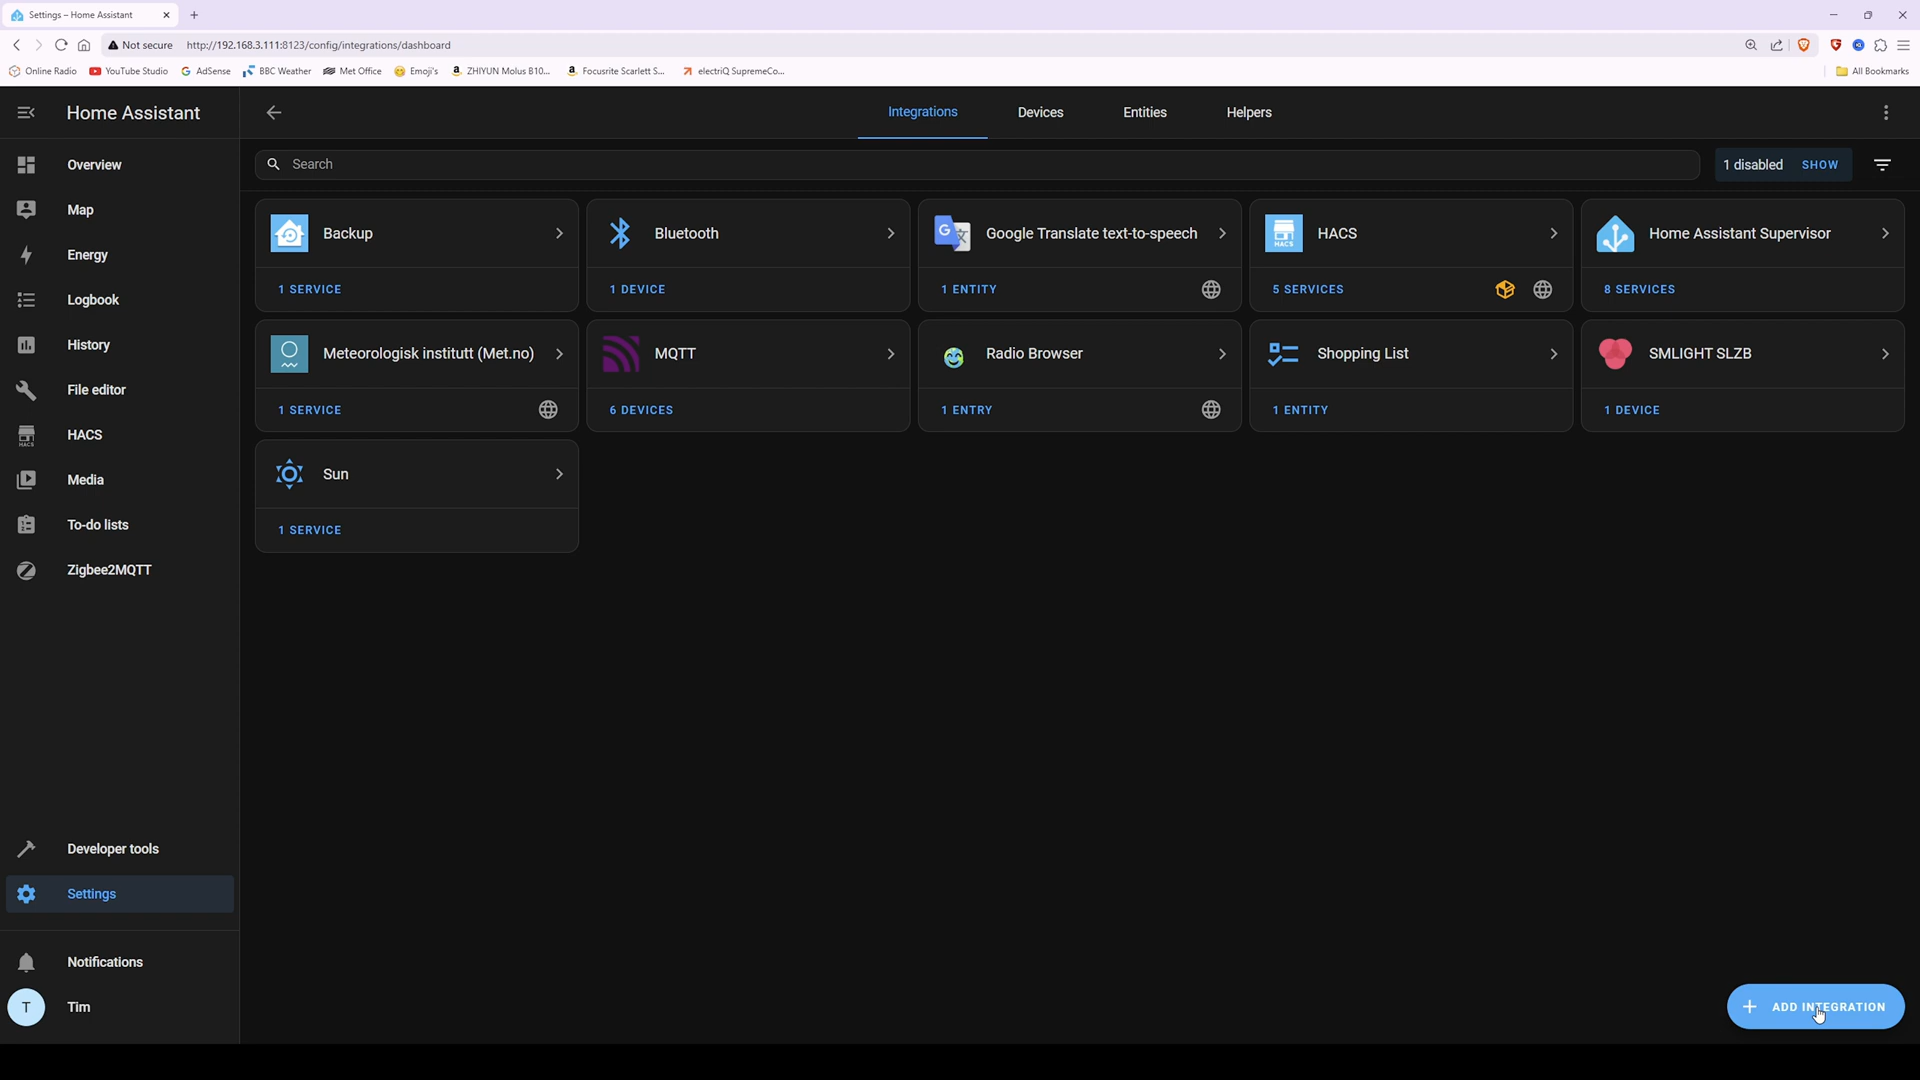 Settings – Home Assistant
Not secure
http://192.168.3.111:8123/config/integrations/dashboard
Online Radio
YouTube Studio
AdSense
BBC Weather
Met Office
Emoji's
ZHIYUN Molus B10...
Focusrite Scarlett S...
electriQ SupremeCo...
All Bookmarks
Home Assistant
Integrations
Devices
Entities
Helpers
Overview
Map
Energy
Logbook
History
File editor
HACS
Media
To-do lists
Zigbee2MQTT
Developer tools
Settings
Notifications
T
Tim
Search
1 disabled
SHOW
Backup
1 SERVICE
Bluetooth
1 DEVICE
G
文
Google Translate text-to-speech
1 ENTITY
HACS
HACS
5 SERVICES
Home Assistant Supervisor
8 SERVICES
Meteorologisk institutt (Met.no)
1 SERVICE
MQTT
6 DEVICES
Radio Browser
1 ENTRY
Shopping List
1 ENTITY
SMLIGHT SLZB
1 DEVICE
Sun
1 SERVICE
ADD INTEGRATION